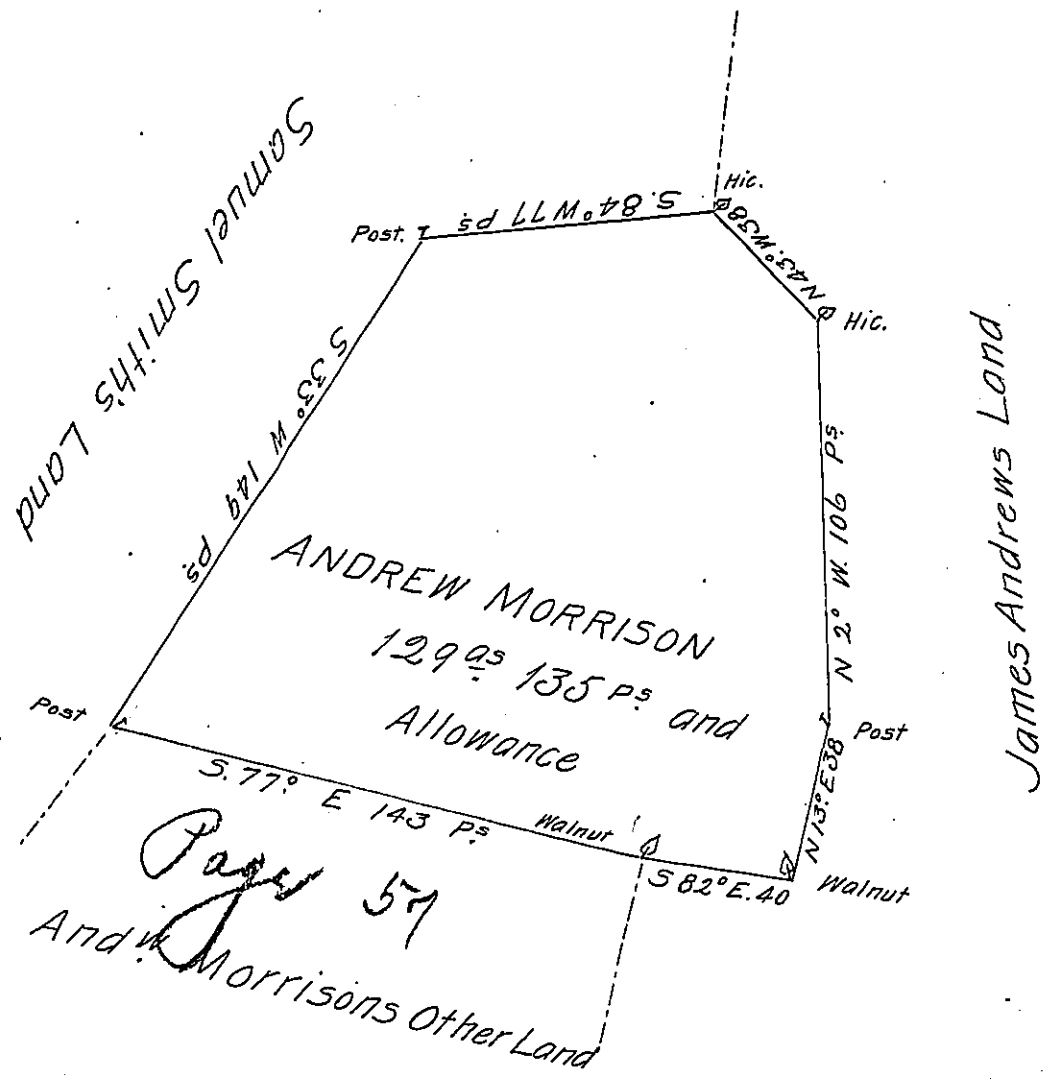 Samuel Smith's Land
Hic.
S. 84° W 77 ps
Post.
N 43° W 38
Hic.
James Andrews Land
S 33° W 149 ps.
N 2° W. 106 Ps.
ANDREW MORRISON
129 as 135 Ps and
Allowance
Post
Post
S. 77° E 143 Ps
Walnut
N 13° E 38
S 82° E. 40
Walnut
Page 57
And.w Morrisons Other Land